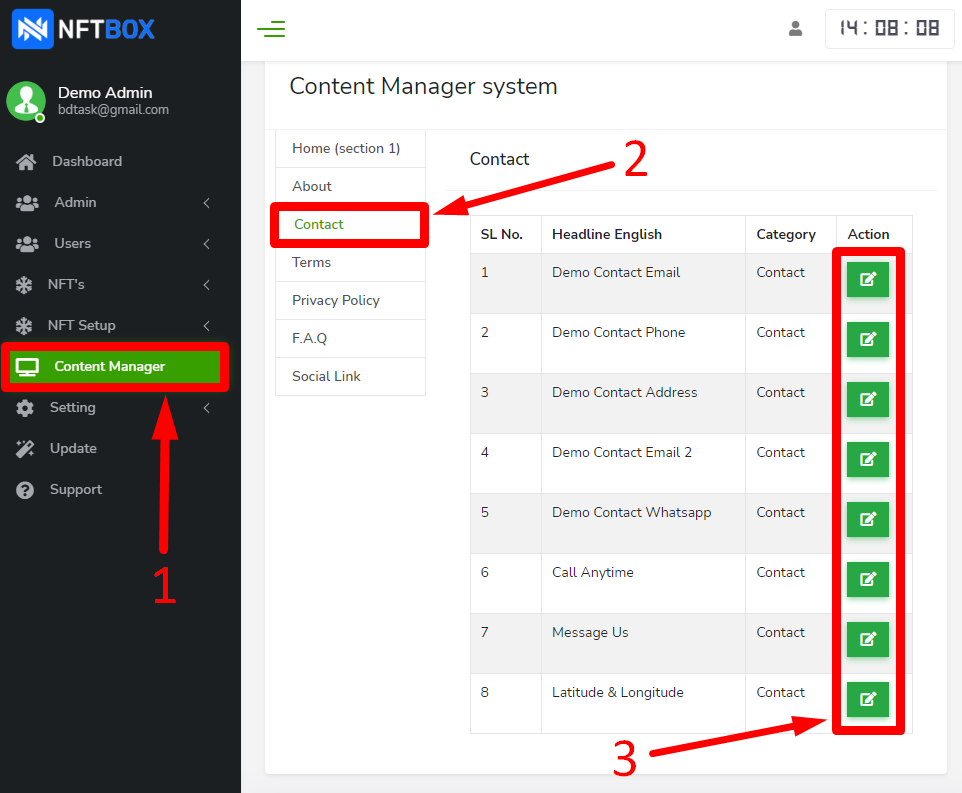 NFTBOX
14:08:08
Demo Admin
bdtask@gmail.com
Dashboard
Admin
Users
NFT's
NFT Setup
Content Manager
Setting
Update
Support
1
Content Manager system
Home (section 1)
About
Contact
Terms
Privacy Policy
F.A.Q
Social Link
2
Contact
SL No. Headline English Category Action
1 Demo Contact Email Contact
2 Demo Contact Phone Contact
3 Demo Contact Address Contact
4 Demo Contact Email 2 Contact
5 Demo Contact Whatsapp Contact
6 Call Anytime Contact
7 Message Us Contact
8 Latitude & Longitude Contact
3